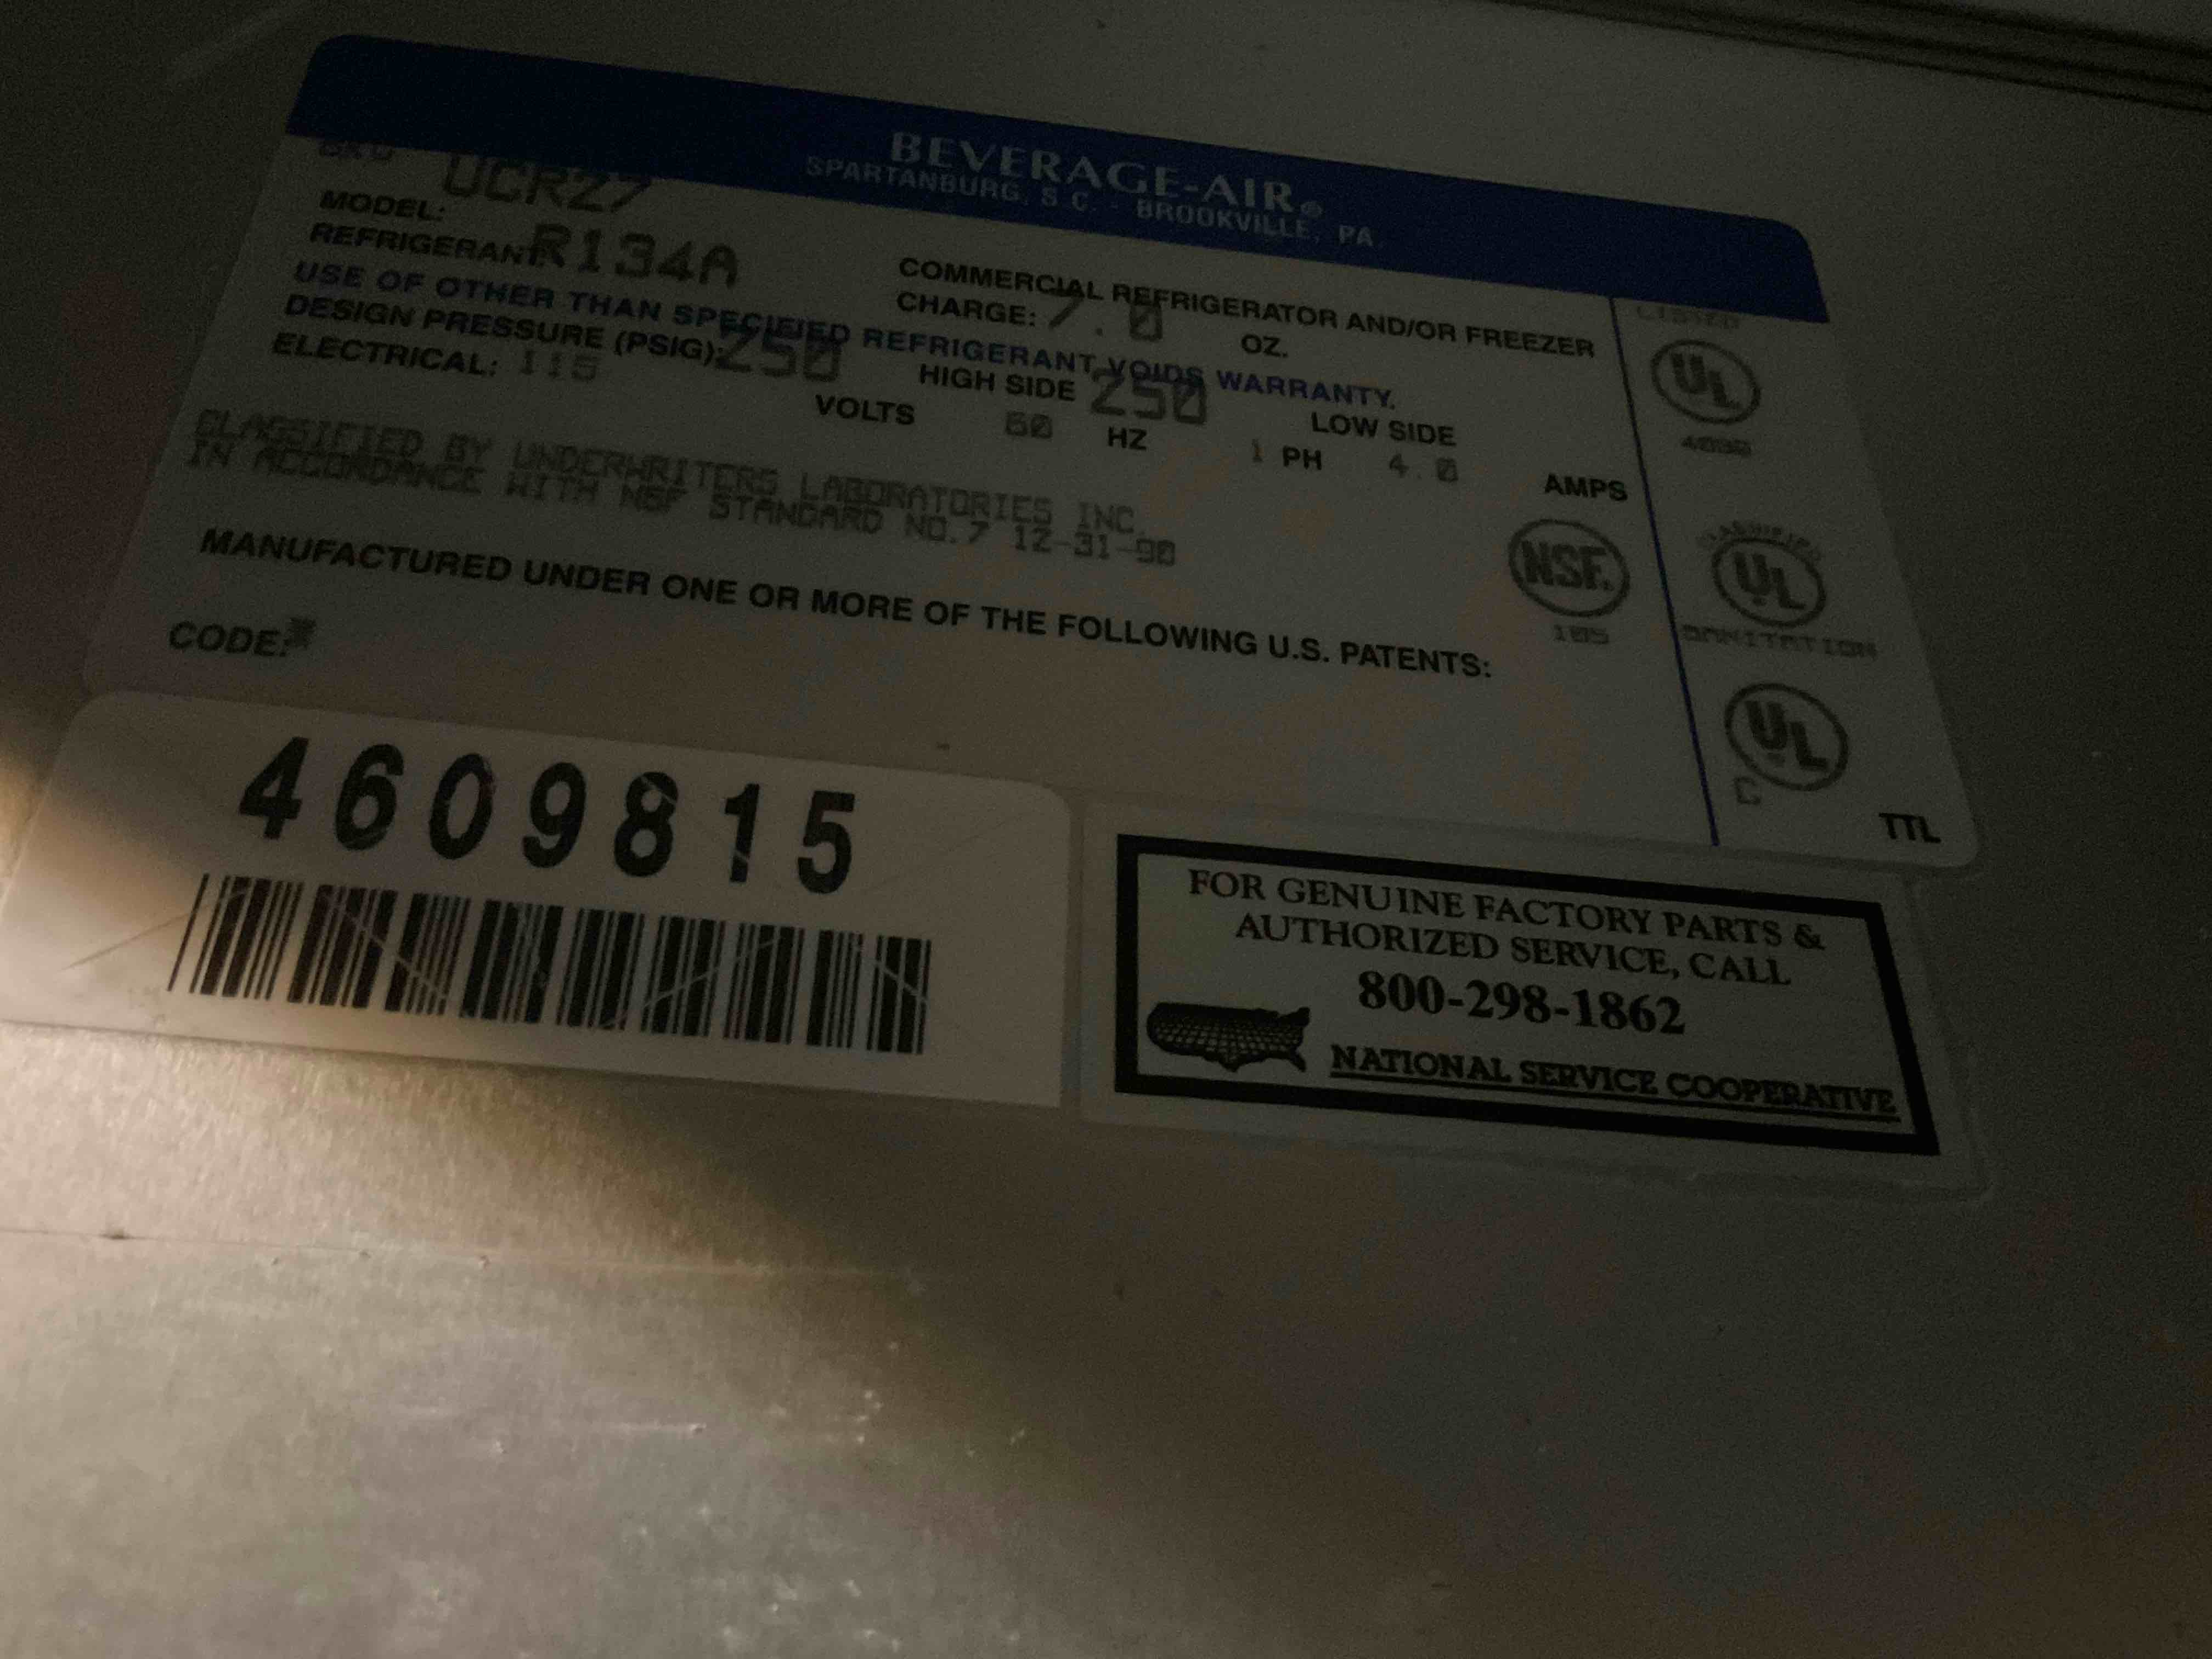 BEVERAGE-AIR®
SPARTANBURG, S.C. - BROOKVILLE, PA
MODEL: UCR27
REFRIGERANT: R134A
COMMERCIAL REFRIGERATOR AND/OR FREEZER
CHARGE: 7.0 OZ.
USE OF OTHER THAN SPECIFIED REFRIGERANT VOIDS WARRANTY.
DESIGN PRESSURE (PSIG): 250 HIGH SIDE 250 LOW SIDE
ELECTRICAL: 115 VOLTS 60 HZ 1 PH 4.0 AMPS
CLASSIFIED BY UNDERWRITERS LABORATORIES INC.
IN ACCORDANCE WITH NSF STANDARD NO.7 12-31-90
MANUFACTURED UNDER ONE OR MORE OF THE FOLLOWING U.S. PATENTS:
CODE:
LISTED
UL
NSF.
105
CLASSIFIED
UL
SANITATION
UL
C
TTL
4609815
FOR GENUINE FACTORY PARTS &
AUTHORIZED SERVICE, CALL
800-298-1862
NATIONAL SERVICE COOPERATIVE